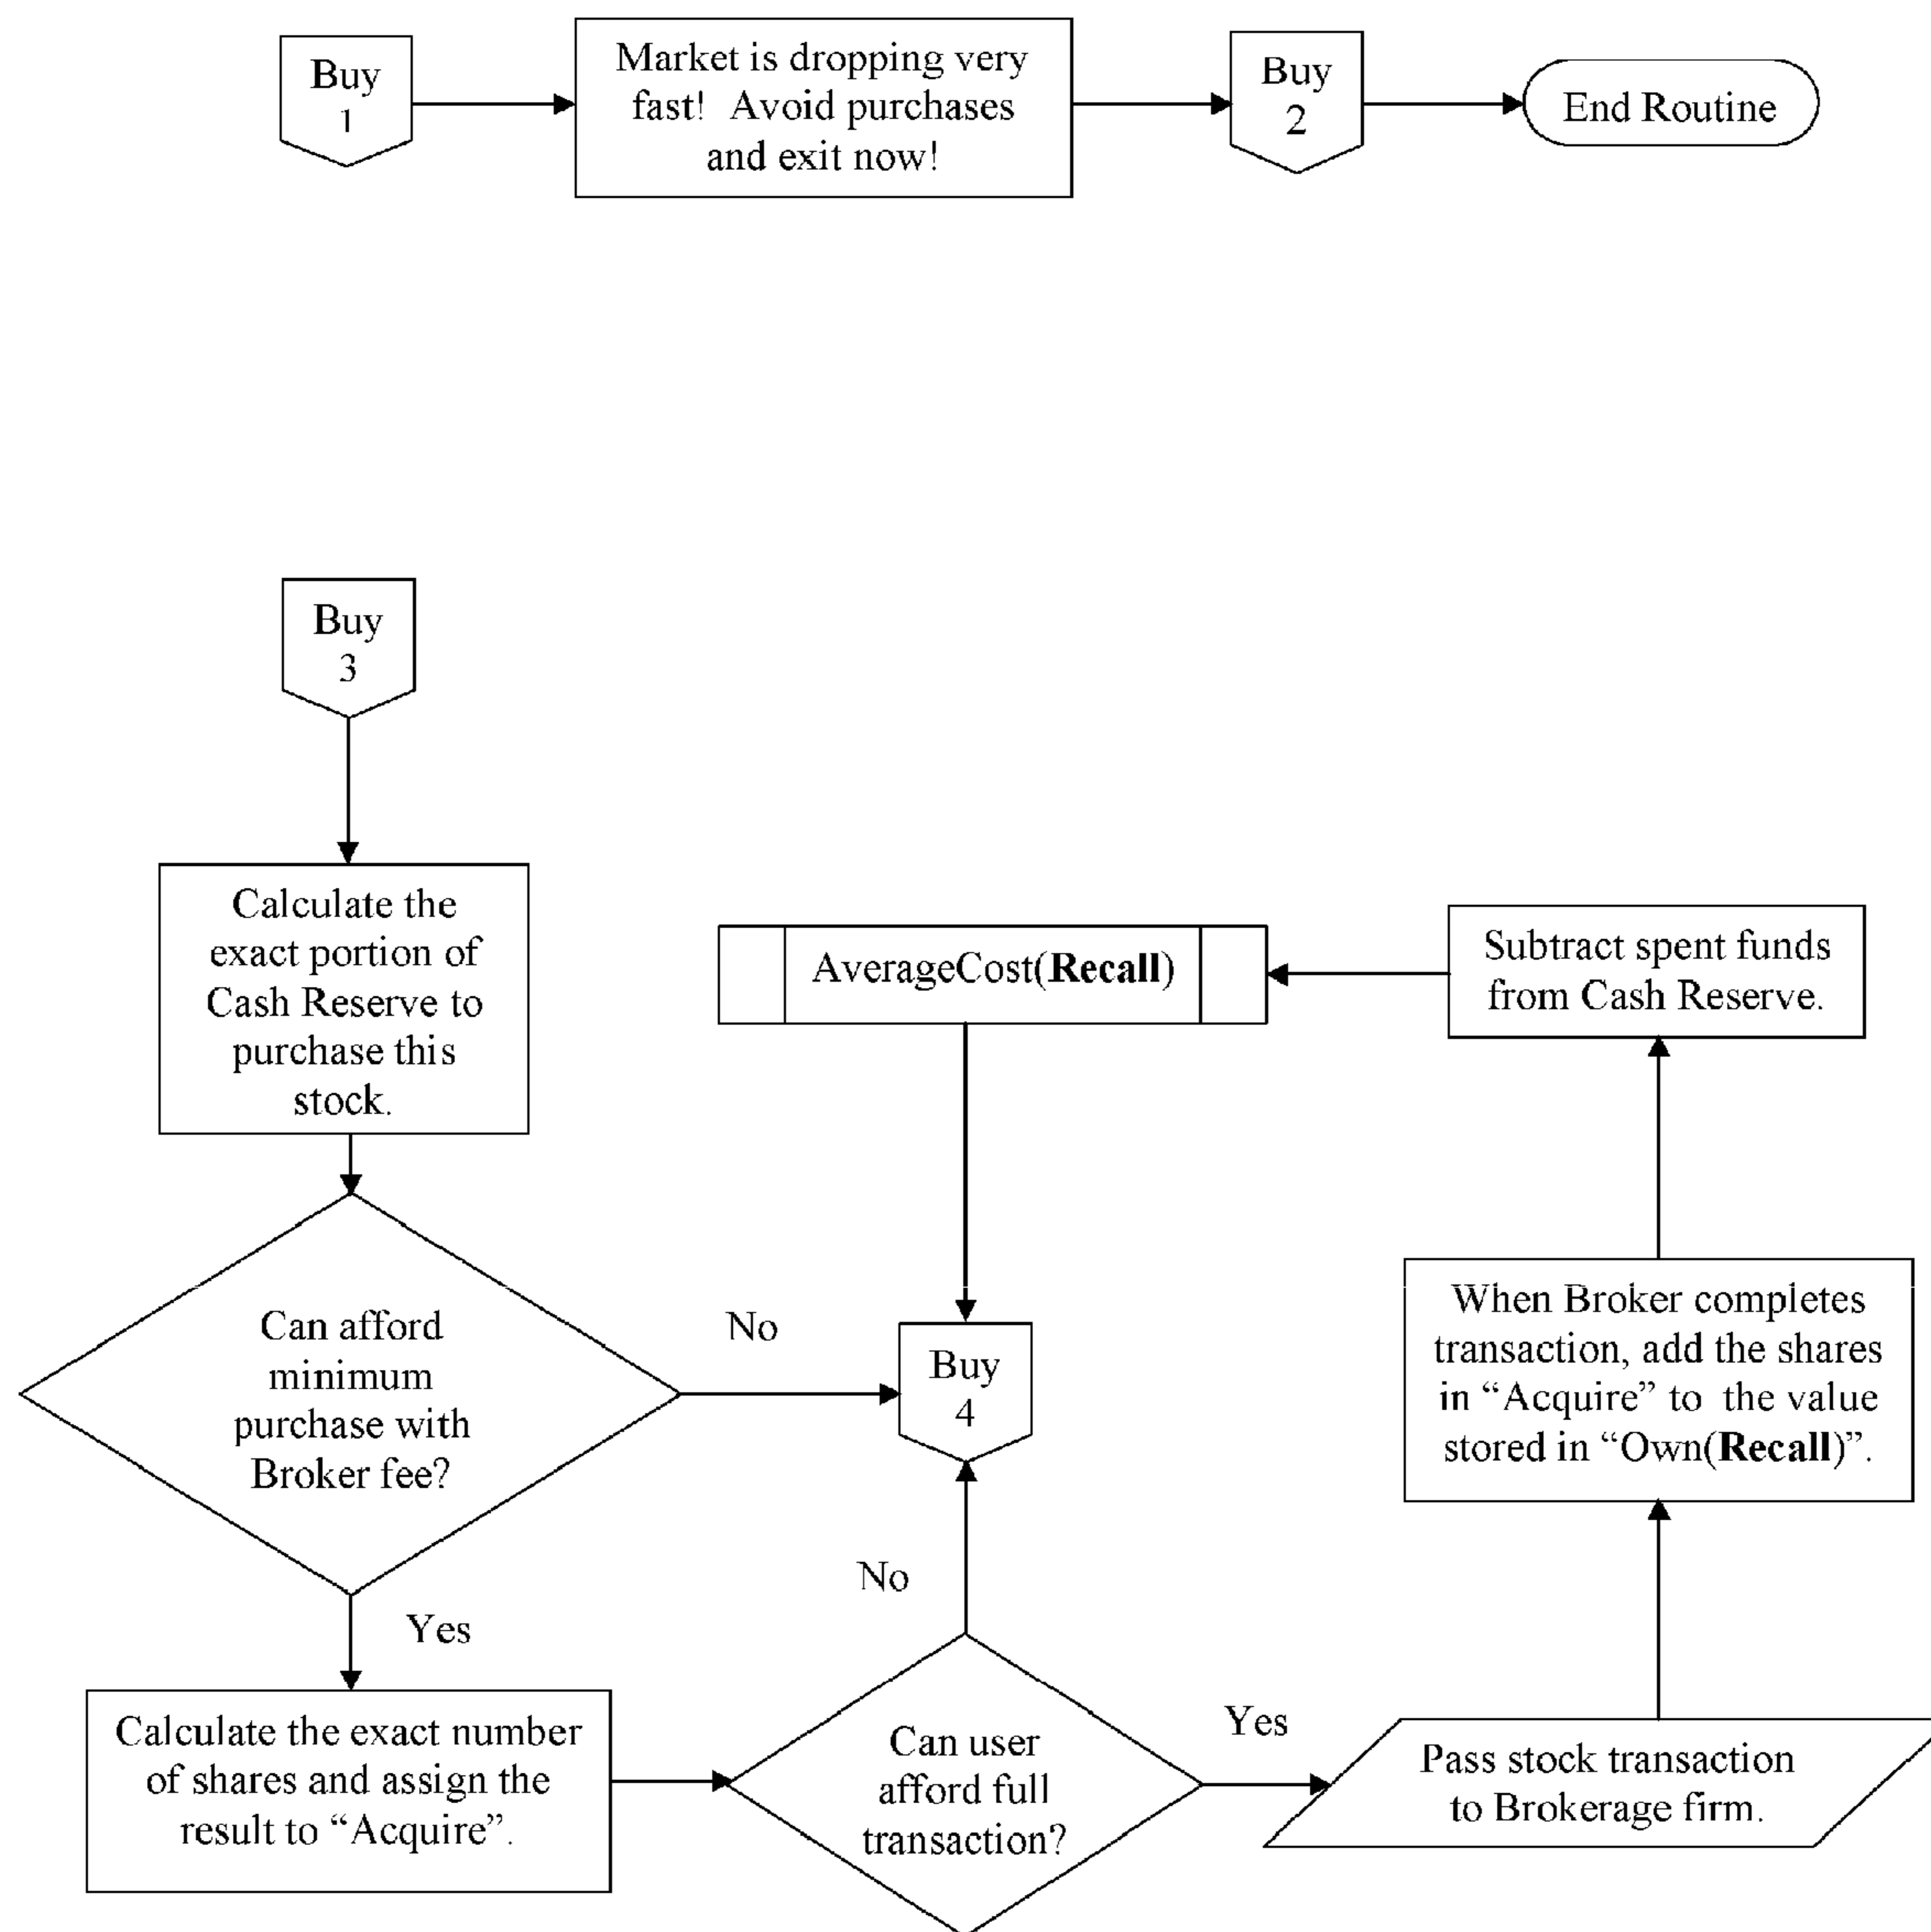 Buy
1
Market is dropping very
fast!  Avoid purchases
and exit now!
Buy
2
End Routine
Buy
3
Calculate the
exact portion of
Cash Reserve to
purchase this
stock.
AverageCost(Recall)
Subtract spent funds
from Cash Reserve.
Can afford
minimum
purchase with
Broker fee?
No
Buy
4
When Broker completes
transaction, add the shares
in “Acquire” to  the value
stored in “Own(Recall)”.
No
Yes
Calculate the exact number
of shares and assign the
result to “Acquire”.
Can user
afford full
transaction?
Yes
Pass stock transaction
to Brokerage firm.